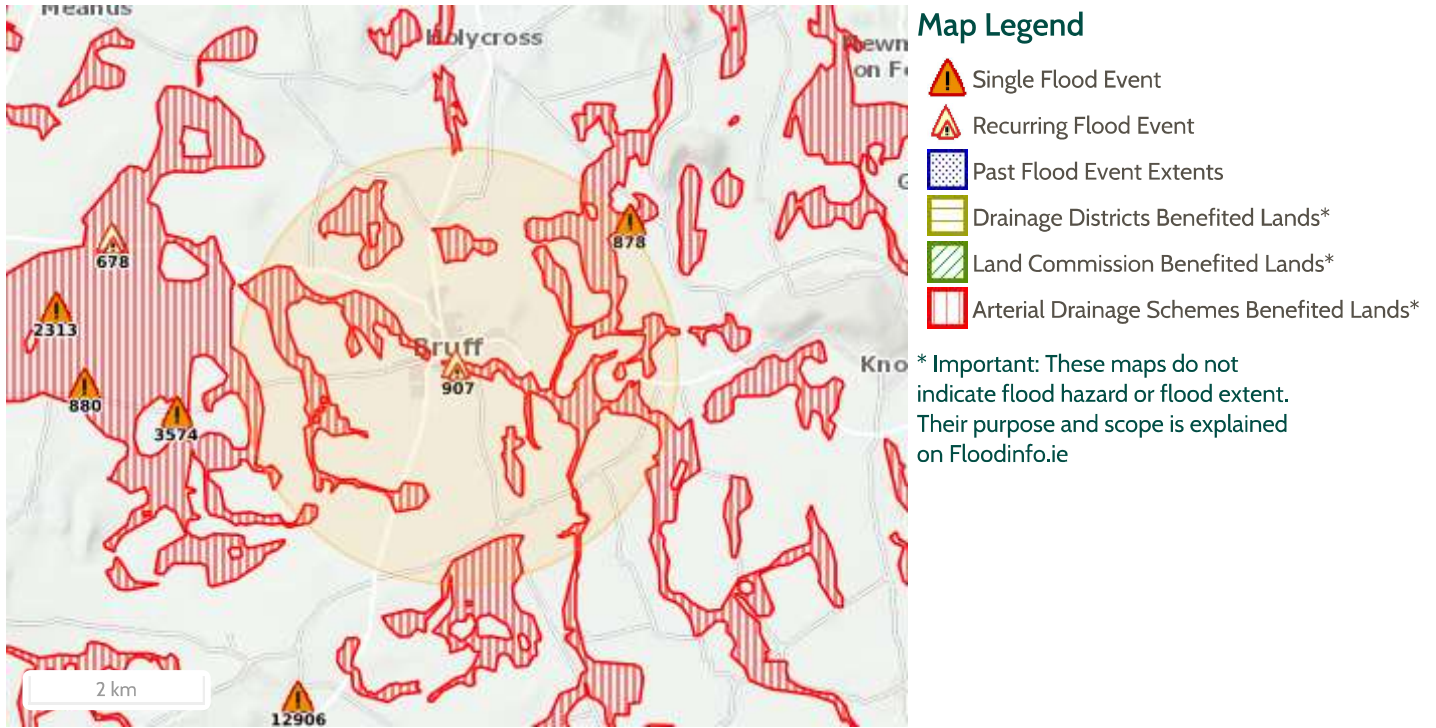 Meanus
Holycross
678
878
2313
Bruff
907
880
3574
2 km
12906
Map Legend
Single Flood Event
Recurring Flood Event
Past Flood Event Extents
Drainage Districts Benefited Lands*
Land Commission Benefited Lands*
Arterial Drainage Schemes Benefited Lands*
* Important: These maps do not
indicate flood hazard or flood extent.
Their purpose and scope is explained
on Floodinfo.ie